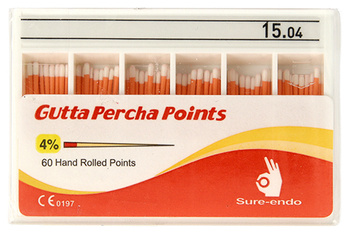 15.04
Gutta Percha Points
4%
60 Hand Rolled Points
CE 0197 .
Sure-endo